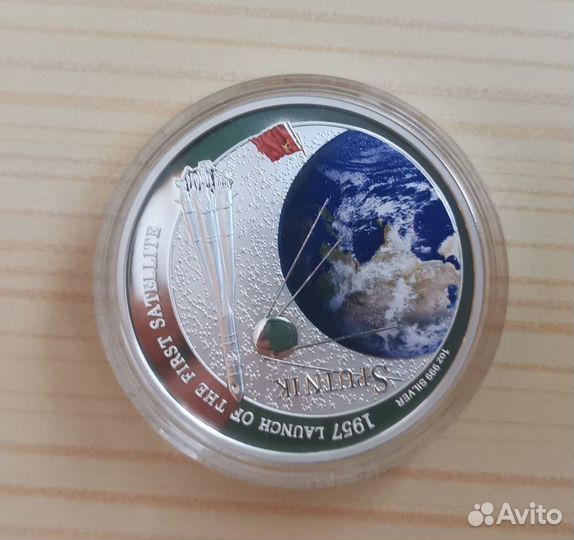 1957 LAUNCH OF THE FIRST SATELLITE
SPUTNIK
1oz 999 SILVER
Avito